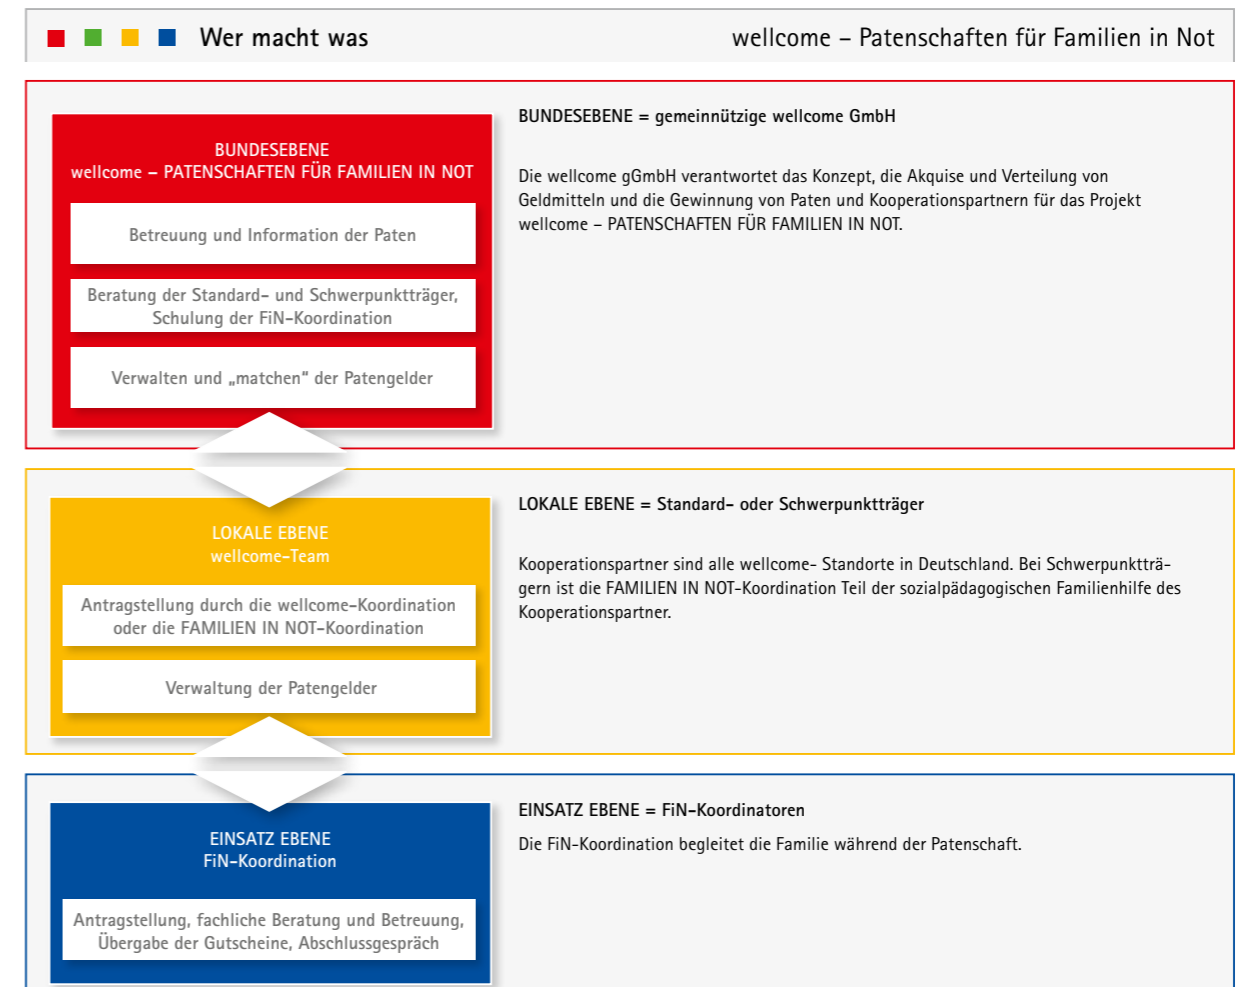 Wer macht was
wellcome – Patenschaften für Familien in Not
BUNDESEBENE
wellcome – PATENSCHAFTEN FÜR FAMILIEN IN NOT
Betreuung und Information der Paten
Beratung der Standard- und Schwerpunktträger,
Schulung der FiN-Koordination
Verwalten und „matchen“ der Patengelder
BUNDESEBENE = gemeinnützige wellcome GmbH
Die wellcome gGmbH verantwortet das Konzept, die Akquise und Verteilung von
Geldmitteln und die Gewinnung von Paten und Kooperationspartnern für das Projekt
wellcome – PATENSCHAFTEN FÜR FAMILIEN IN NOT.
LOKALE EBENE
wellcome-Team
Antragstellung durch die wellcome-Koordination
oder die FAMILIEN IN NOT-Koordination
Verwaltung der Patengelder
LOKALE EBENE = Standard- oder Schwerpunktträger
Kooperationspartner sind alle wellcome- Standorte in Deutschland. Bei Schwerpunktträ-
gern ist die FAMILIEN IN NOT-Koordination Teil der sozialpädagogischen Familienhilfe des
Kooperationspartner.
EINSATZ EBENE
FiN-Koordination
Antragstellung, fachliche Beratung und Betreuung,
Übergabe der Gutscheine, Abschlussgespräch
EINSATZ EBENE = FiN-Koordinatoren
Die FiN-Koordination begleitet die Familie während der Patenschaft.